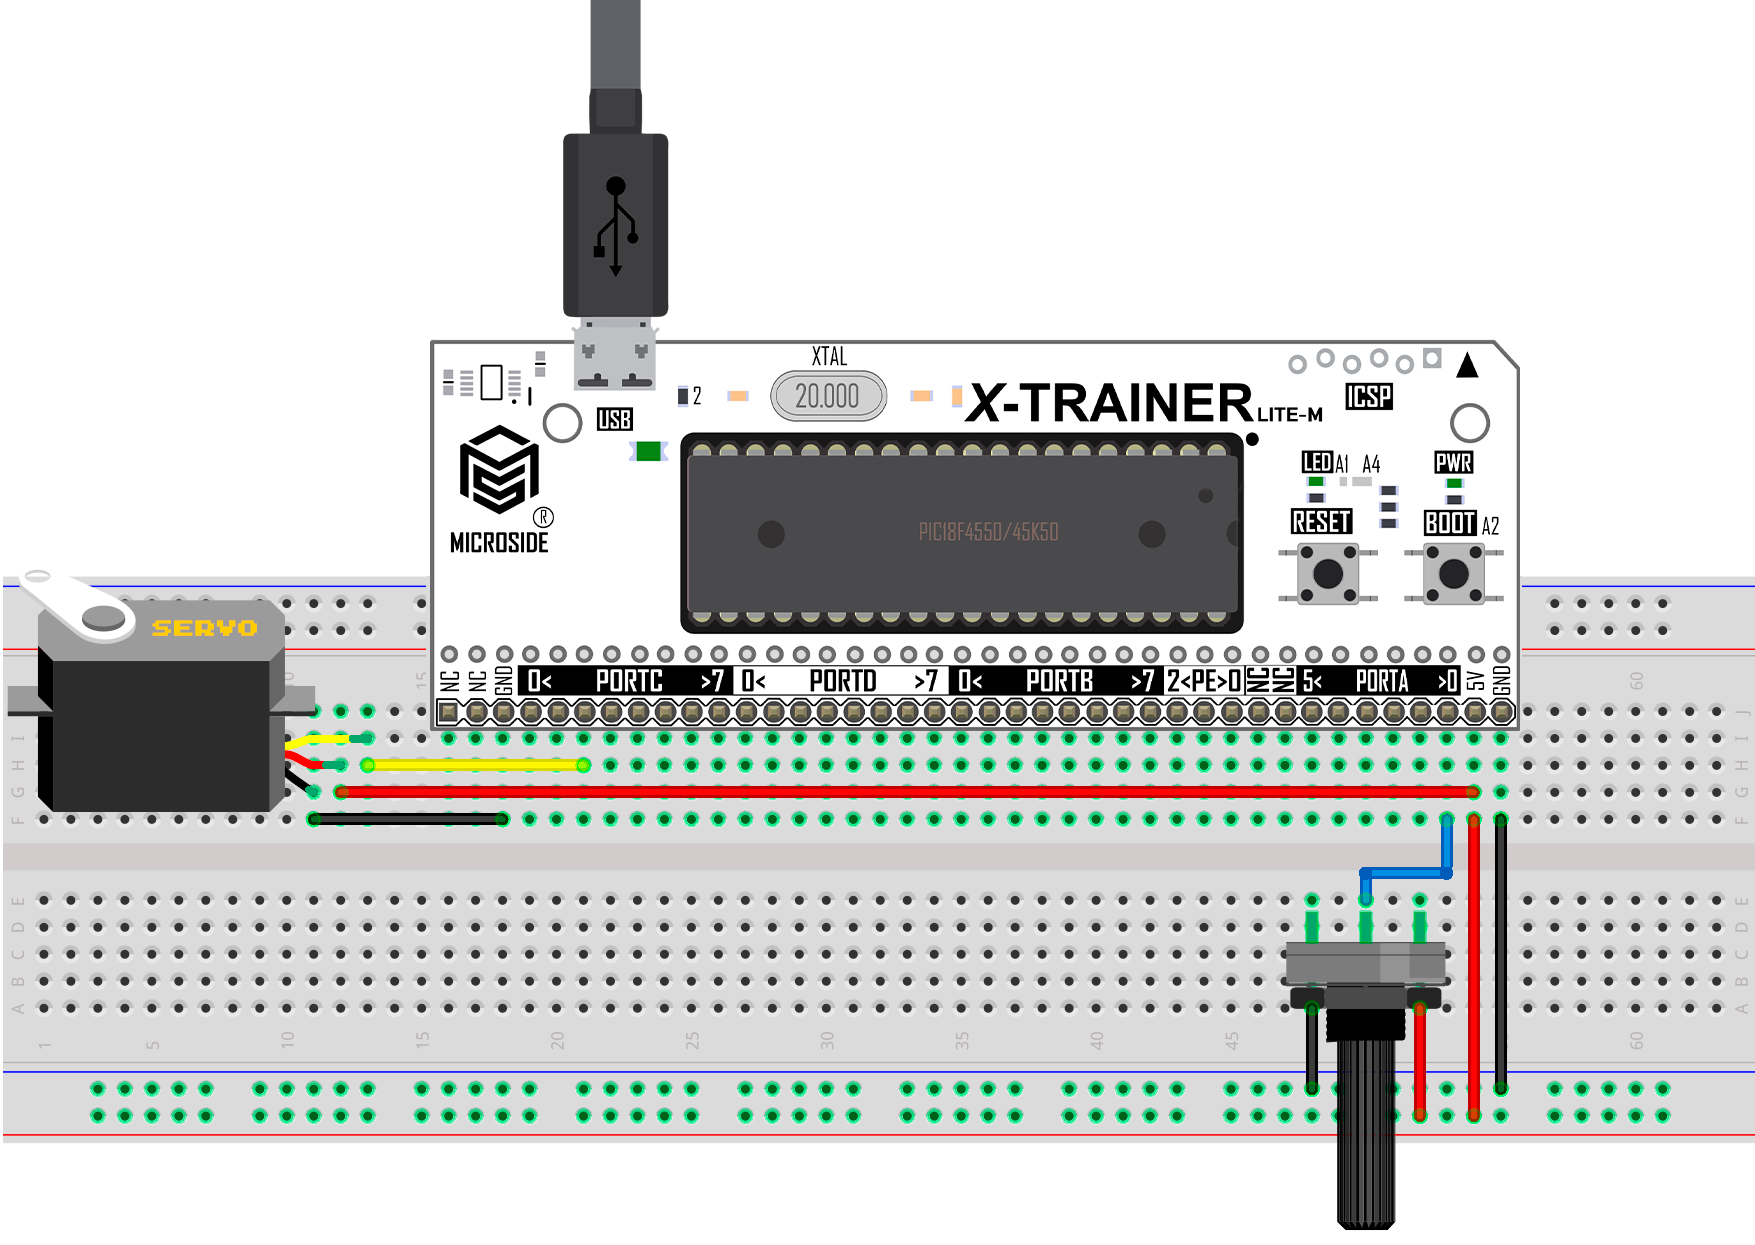 XTAL
20.000
2
X-TRAINER LITE-M
ICSP
USB
LED A1 A4
PWR
RESET
BOOT A2
MICROSIDE ®
PIC18F4550/45K50
SERVO
NC NC GND 0< PORTC >7 0< PORTD >7 0< PORTB >7 2<PE>0 NC NC 5< PORTA >0 5V GND
15 60
J
I
H H
G G
F F
E E
D D
C C
B B
A A
1 5 10 15 20 25 30 35 40 45 60